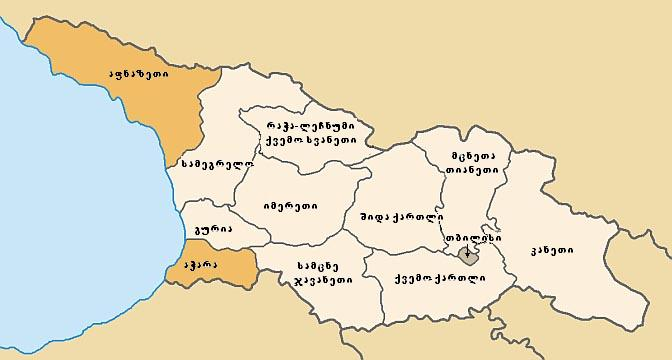 აფხაზეთი
რაჭა-ლეჩხუმი
ქვემო სვანეთი
სამეგრელო
მცხეთა
თიანეთი
იმერეთი
შიდა ქართლი
გურია
თბილისი
კახეთი
აჭარა
სამცხე
ჯავახეთი
ქვემო ქართლი